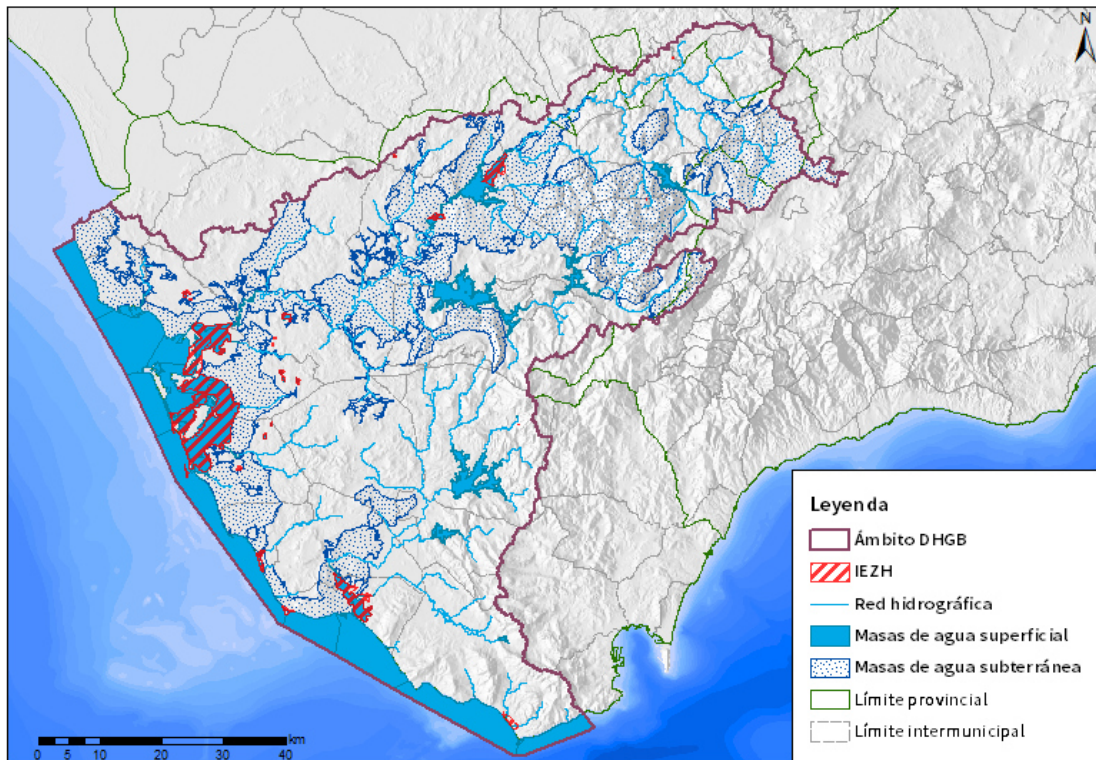 N
Leyenda
Ámbito DHGB
IEZH
Red hidrográfica
Masas de agua superficial
Masas de agua subterránea
Límite provincial
Límite intermunicipal
km
0 5 10 20 30 40